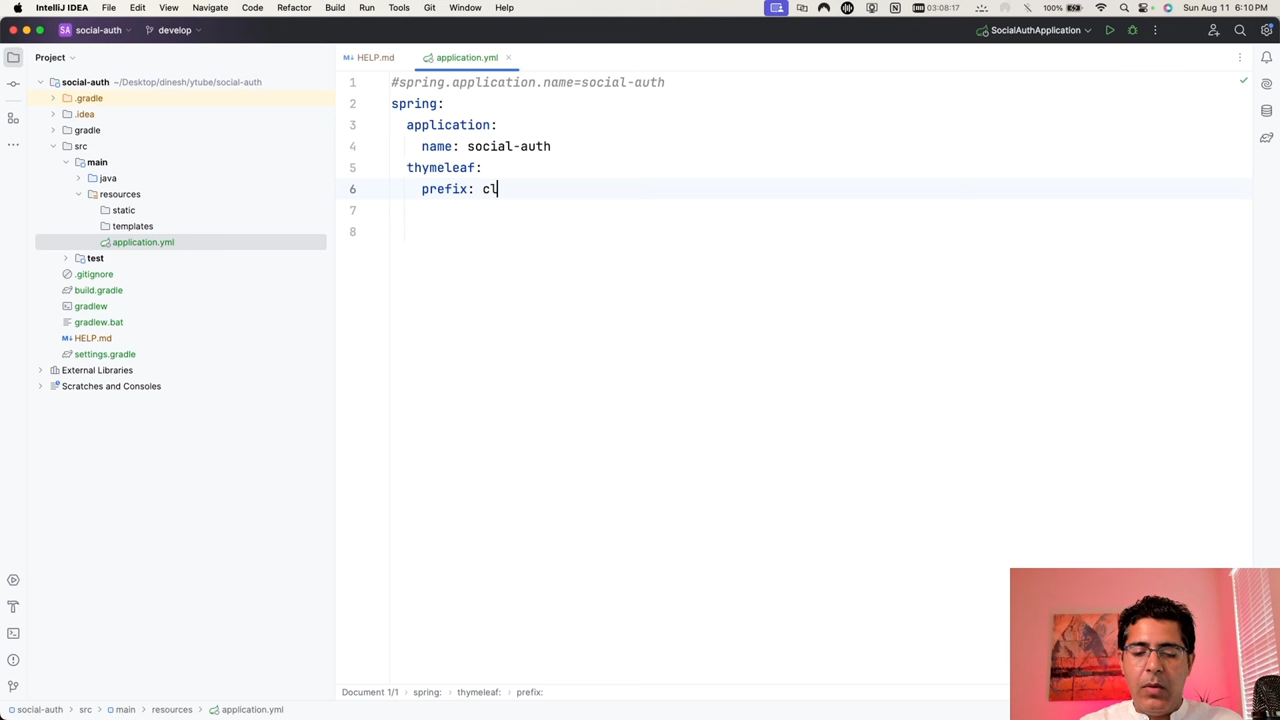 IntelliJ IDEA File Edit View Navigate Code Refactor Build Run Tools Git Window Help 03:08:17 100% Sun Aug 11 6:10 PM
SA social-auth develop SocialAuthApplication
Project HELP.md application.yml
social-auth ~/Desktop/dinesh/ytube/social-auth
.gradle
.idea
gradle
src
main
java
resources
static
templates
application.yml
test
.gitignore
build.gradle
gradlew
gradlew.bat
HELP.md
settings.gradle
External Libraries
Scratches and Consoles
1 #spring.application.name=social-auth
2 spring:
3 application:
4 name: social-auth
5 thymeleaf:
6 prefix: cl
7
8
Document 1/1 spring: thymeleaf: prefix:
social-auth src main resources application.yml